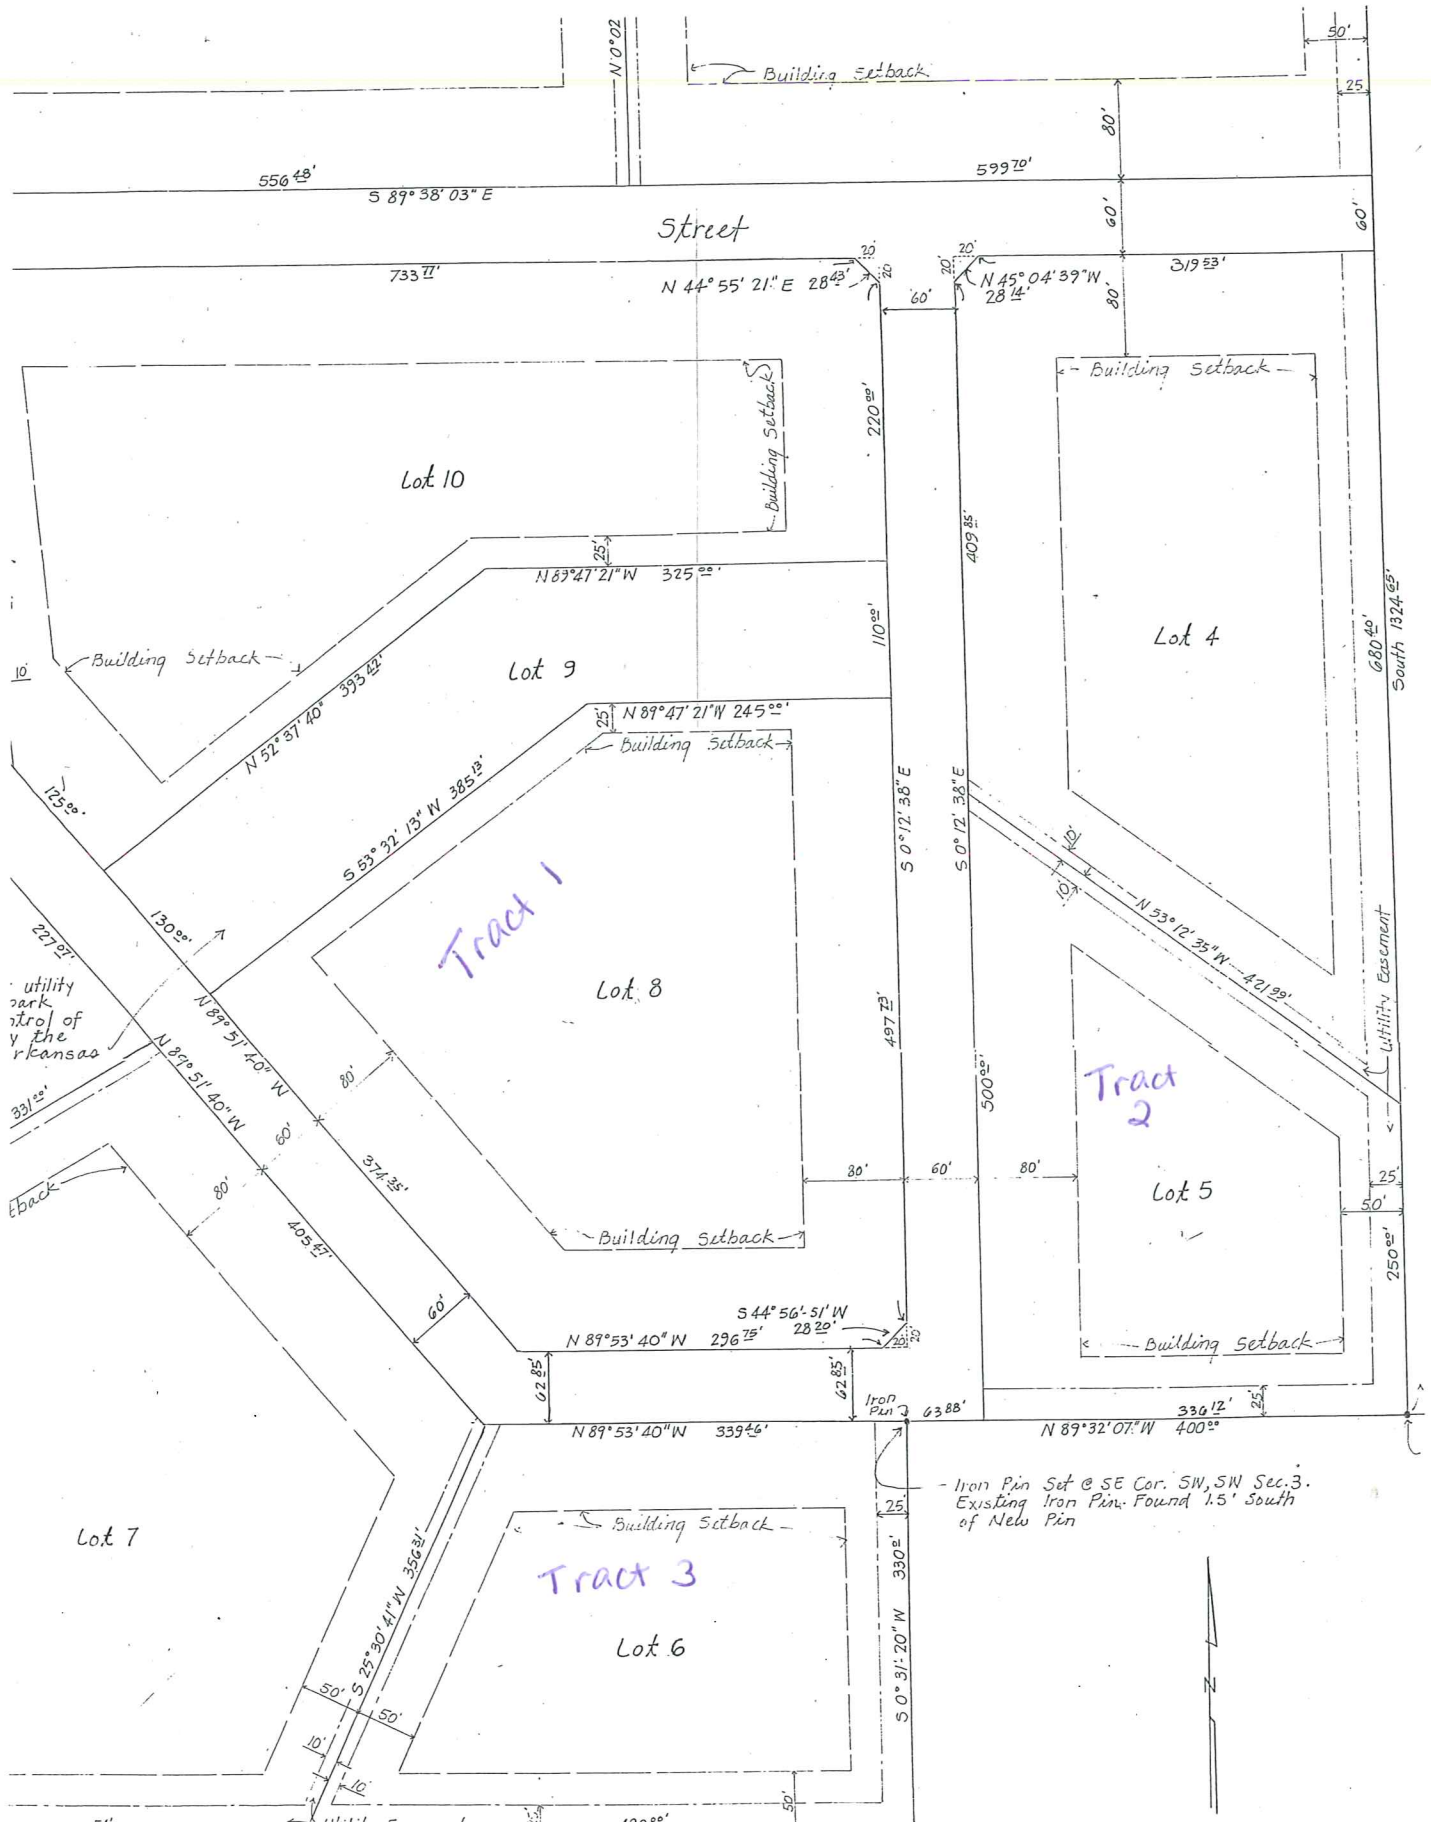 N 0°02
50'
Building Setback
25
80'
556 48'
S 89° 38' 03" E
599 70'
Street
60'
60'
733 77'
20'
20
20'
20'
N 44° 55' 21" E 28 43'
N 45° 04' 39" W
28 14'
319 53'
60'
80'
Building Setback
Building Setback
220 00'
Lot 10
409 85'
25'
N 89° 47' 21" W 325 00'
110 00'
Lot 4
South 1324 65'
680 40'
10'
Building Setback
Lot 9
N 52° 37' 40" 393 42'
N 89° 47' 21" W 245 00'
25'
Building Setback
125 00'
S 53° 32' 13" W 385 13'
S 0° 12' 38" E
S 0° 12' 38" E
10'
10'
N 53° 12' 35" W 421 99'
Tract 1
130 00'
227 07'
Lot 8
Utility Easement
utility
park
ntrol of
y the
rkansas
N 89° 51' 40" W
N 89° 51' 40" W
497 73'
500 00'
331 00'
80'
60'
80'
Tract
2
374 35'
405 47'
80'
60'
80'
Lot 5
25'
50'
etback
Building Setback
250 00'
60'
S 44° 56'-51' W
28 20'
20'
20'
N 89° 53' 40" W 296 75'
Building Setback
62 85'
62 85'
Iron
Pin
63 88'
336 12'
25'
N 89° 53' 40" W 339 46'
N 89° 32' 07" W 400 00
Iron Pin Set @ SE Cor. SW, SW Sec. 3.
Existing Iron Pin Found 1.5' South
of New Pin
25'
Building Setback
Lot 7
Tract 3
S 25° 30' 41" W 356 31'
Lot 6
S 0° 31'-20" W 330 01'
N
50'
50'
10'
10'
50'